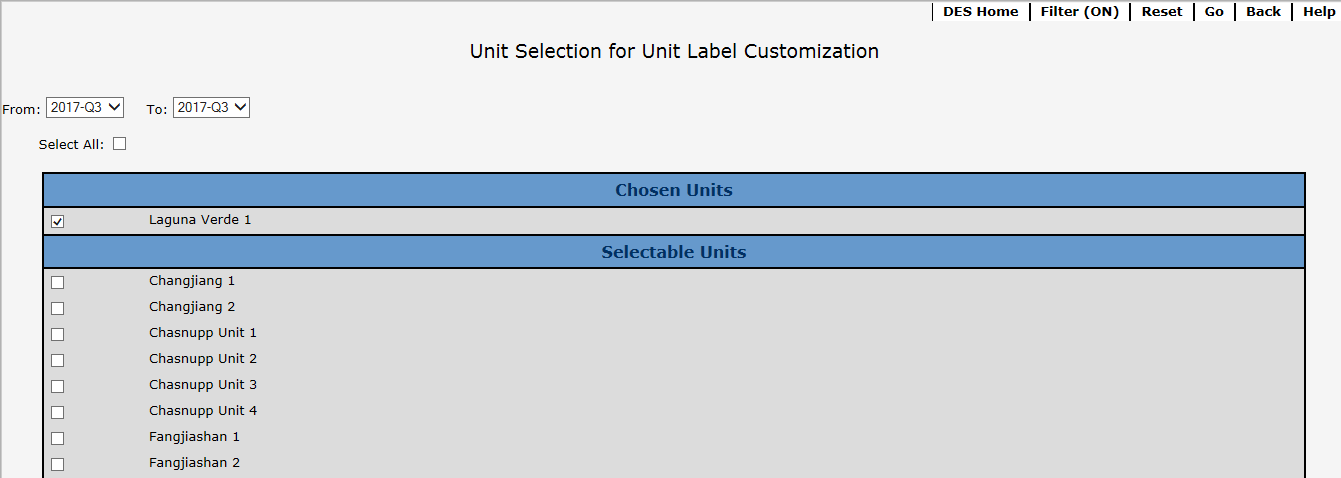 DES Home Filter (ON) Reset Go Back Help
Unit Selection for Unit Label Customization
From: 2017-Q3 To: 2017-Q3
Select All:
Chosen Units
Laguna Verde 1
Selectable Units
Changjiang 1
Changjiang 2
Chasnupp Unit 1
Chasnupp Unit 2
Chasnupp Unit 3
Chasnupp Unit 4
Fangjiashan 1
Fangjiashan 2